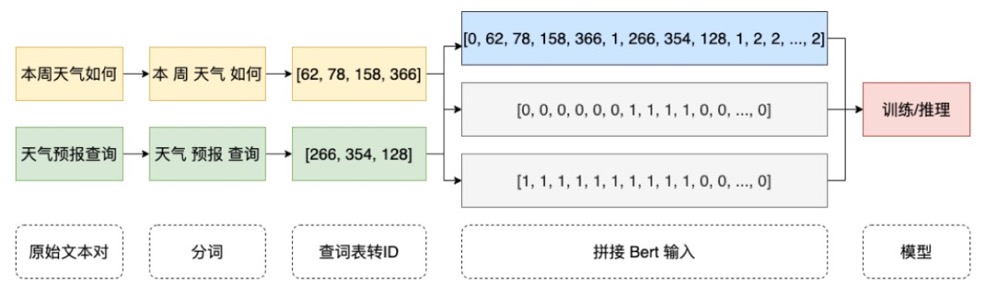 本周天气如何
本 周 天气 如何
[62, 78, 158, 366]
[0, 62, 78, 158, 366, 1, 266, 354, 128, 1, 2, 2, ..., 2]
[0, 0, 0, 0, 0, 0, 1, 1, 1, 1, 0, 0, ..., 0]
训练/推理
天气预报查询
天气 预报 查询
[266, 354, 128]
[1, 1, 1, 1, 1, 1, 1, 1, 1, 1, 0, 0, ..., 0]
原始文本对
分词
查词表转ID
拼接 Bert 输入
模型